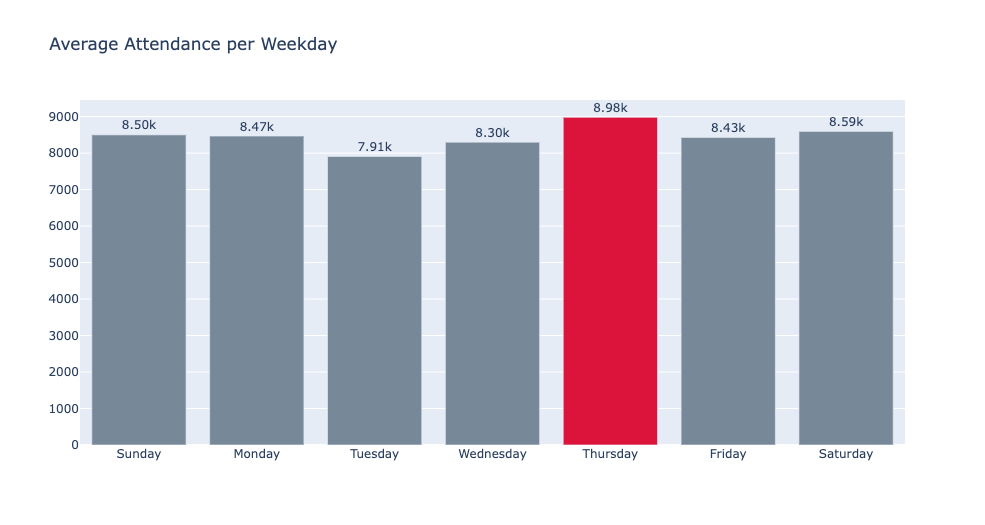 Average Attendance per Weekday
9000
8000
7000
6000
5000
4000
3000
2000
1000
0
8.50k
8.47k
7.91k
8.30k
8.98k
8.43k
8.59k
Sunday Monday Tuesday Wednesday Thursday Friday Saturday